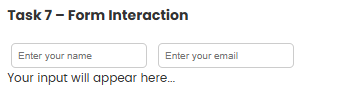 Task 7 – Form Interaction
Enter your name Enter your email
Your input will appear here...